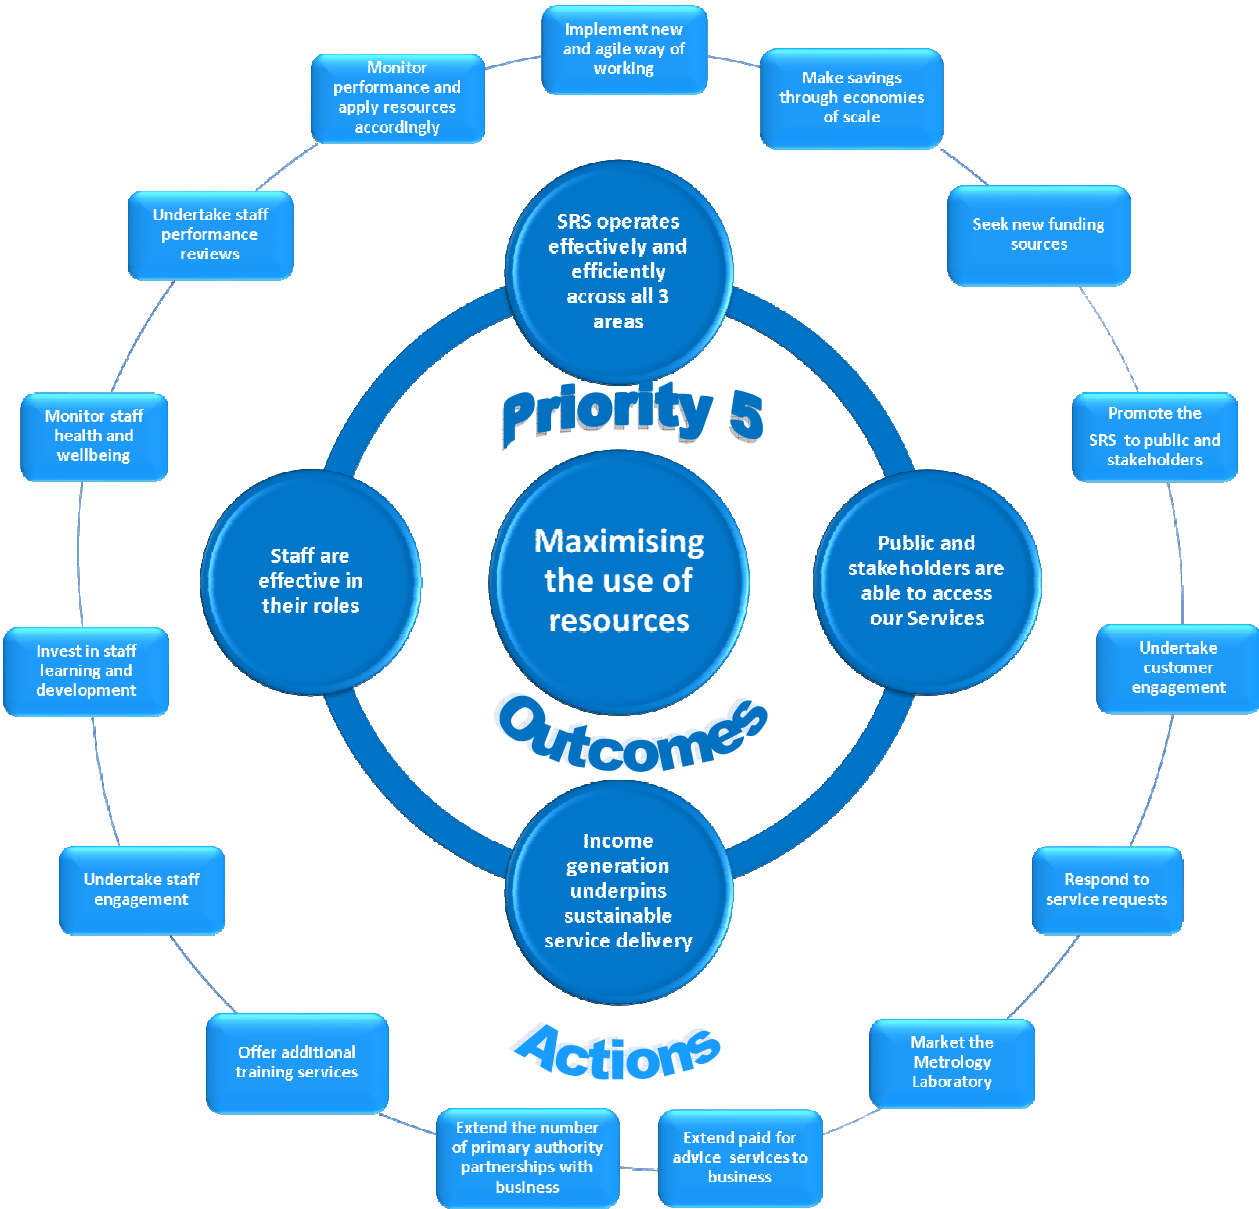 Implement new
and agile way of
working
Make savings
through economies
of scale
Seek new funding
sources
Promote the
SRS to public and
stakeholders
Undertake
customer
engagement
Respond to
service requests
Market the
Metrology
Laboratory
Extend paid for
advice services to
business
Extend the number
of primary authority
partnerships with
business
Offer additional
training services
Undertake staff
engagement
Invest in staff
learning and
development
Monitor staff
health and
wellbeing
Undertake staff
performance
reviews
Monitor
performance and
apply resources
accordingly
SRS operates
effectively and
efficiently
across all 3
areas
Priority 5
Maximising
the use of
resources
Staff are
effective in
their roles
Public and
stakeholders are
able to access
our Services
Outcomes
Income
generation
underpins
sustainable
service delivery
Actions